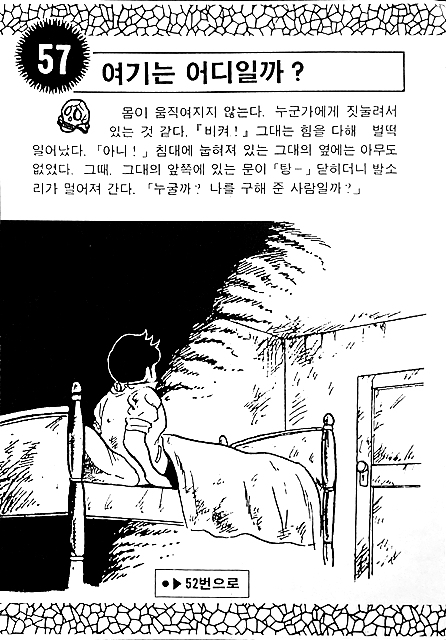 57
여기는 어디일까?
몸이 움직여지지 않는다. 누군가에게 짓눌려서
있는 것 같다. 『비켜!』 그대는 힘을 다해 벌떡
일어났다. 「아니!」 침대에 눕혀져 있는 그대의 옆에는 아무도
없었다. 그때, 그대의 앞쪽에 있는 문이 「탕-」 닫히더니 발소
리가 멀어져 간다. 「누굴까? 나를 구해 준 사람일까?」
●▶52번으로